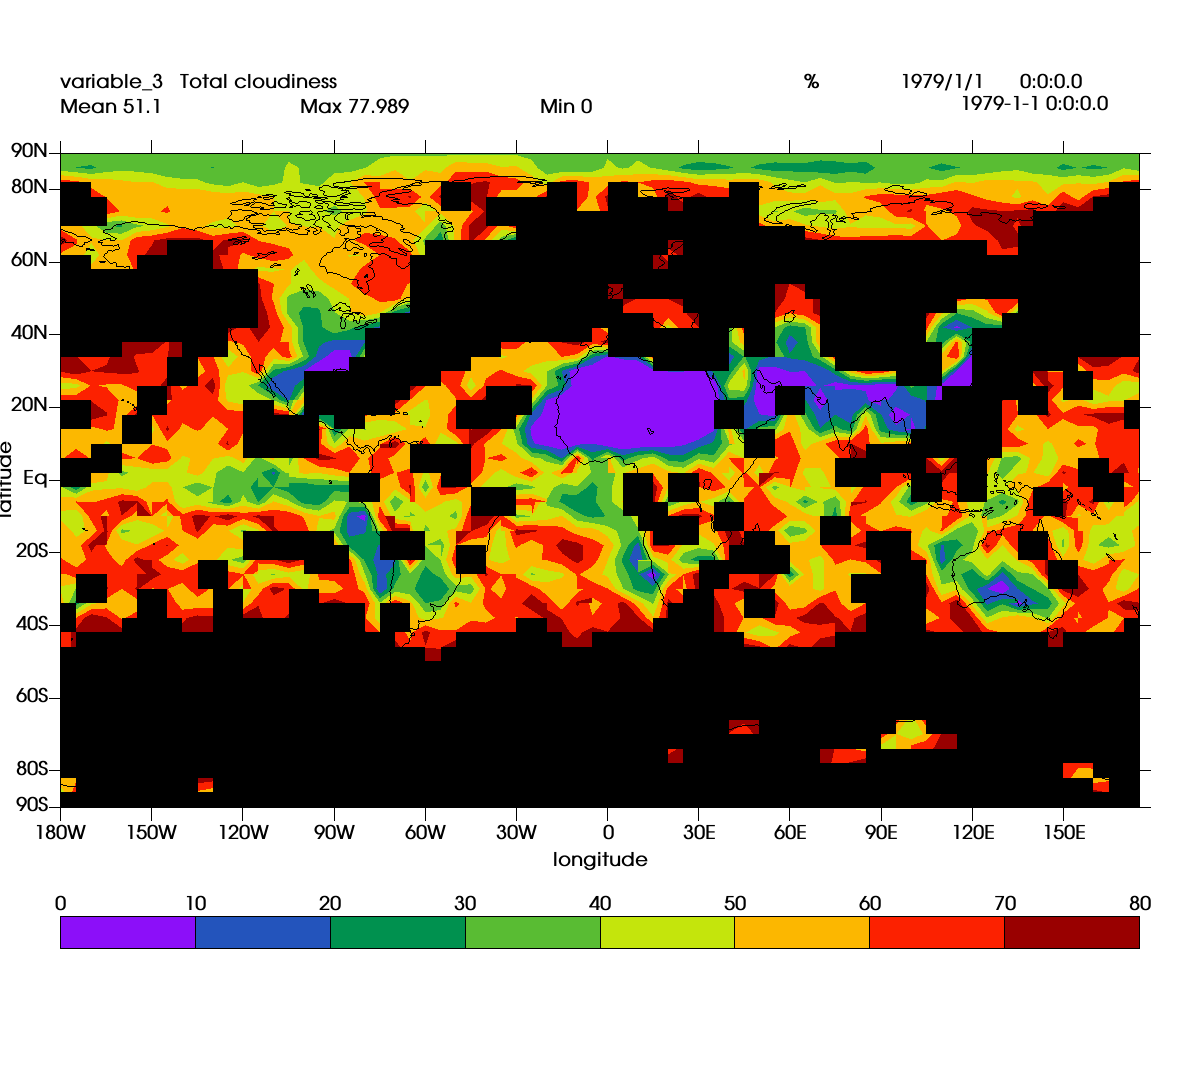 variable_3 Total cloudiness % 1979/1/1 0:0:0.0
Mean 51.1 Max 77.989 Min 0 1979-1-1 0:0:0.0
90N
80N
60N
40N
20N
Eq
20S
40S
60S
80S
90S
latitude
180W 150W 120W 90W 60W 30W 0 30E 60E 90E 120E 150E
longitude
0 10 20 30 40 50 60 70 80